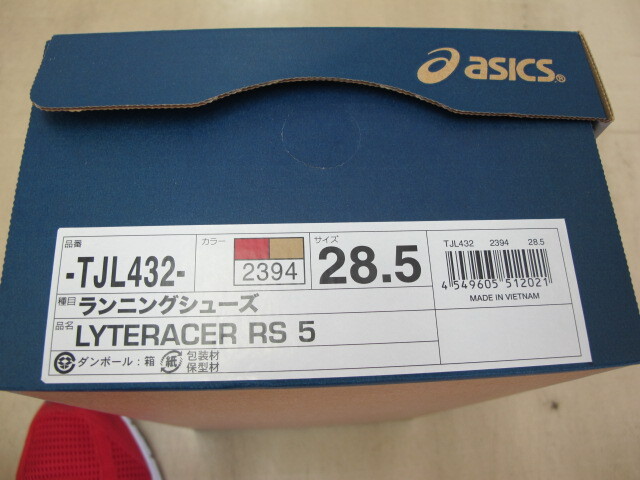 asics®
品番 -TJL432-
カラー 2394
サイズ 28.5
種目 ランニングシューズ
品名 LYTERACER RS 5
ダンボール:箱 紙 包装材 保型材
TJL432 2394 28.5
4 549605 512021
MADE IN VIETNAM